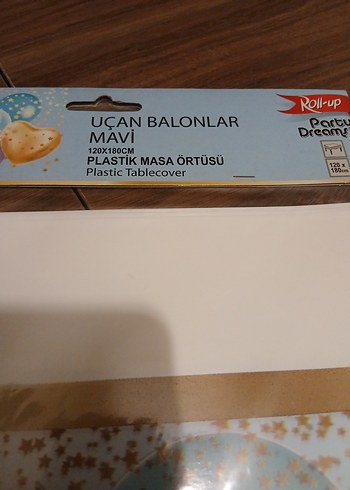 Roll-up
UÇAN BALONLAR
MAVİ
120X180CM
PLASTİK MASA ÖRTÜSÜ
Plastic Tablecover
Party
Dreams
120 x
180cm